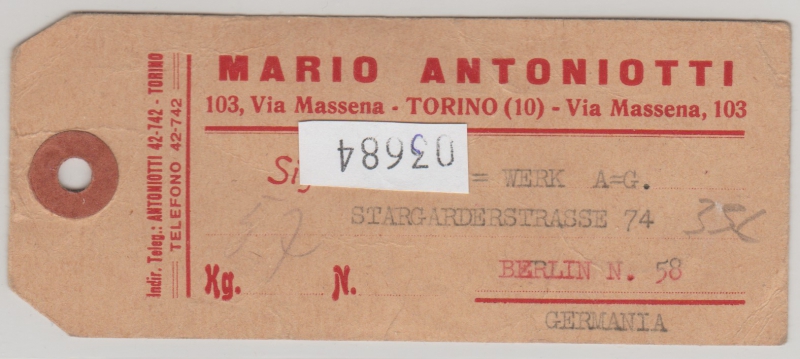 Indir. Teleg.: ANTONIOTTI 42-742 - TORINO
TELEFONO 42-742
MARIO ANTONIOTTI
103, Via Massena - TORINO (10) - Via Massena, 103
03684
= WERK A=G.
STARGARDERSTRASSE 74
BERLIN N. 58
Kg. N.
GERMANIA